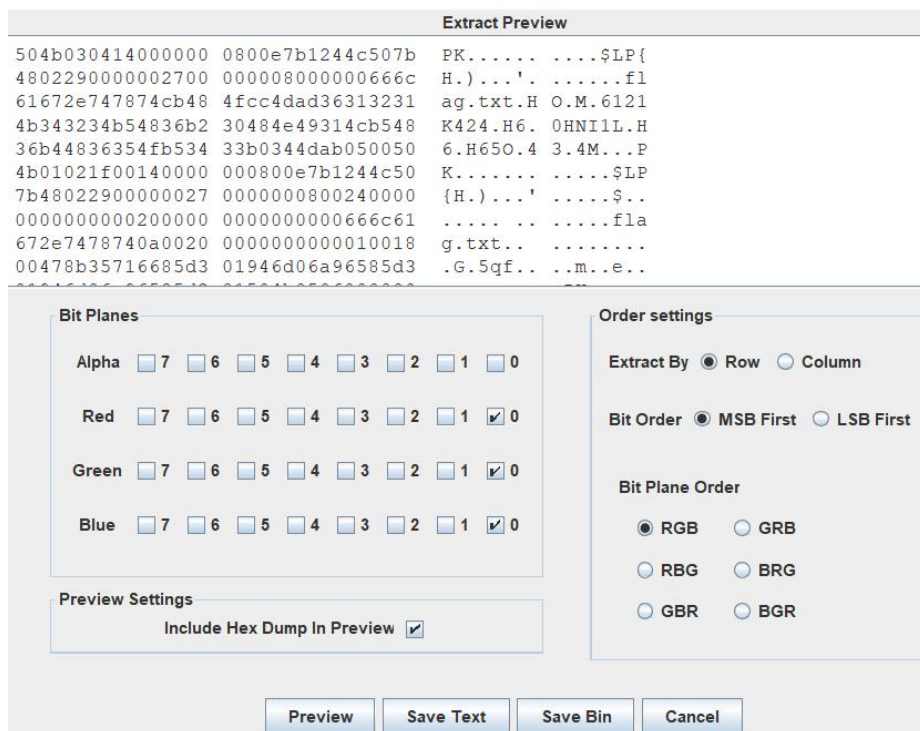 Extract Preview
504b030414000000 0800e7b1244c507b PK...... ....$LP{
4802290000002700 000008000000666c H.)...'. ......fl
61672e747874cb48 4fcc4dad36313231 ag.txt.H O.M.6121
4b343234b54836b2 30484e49314cb548 K424.H6. 0HNI1L.H
36b44836354fb534 33b0344dab050050 6.H65O.4 3.4M...P
4b01021f00140000 000800e7b1244c50 K....... .....$LP
7b48022900000027 0000000800240000 {H.)...' .....$..
0000000000200000 0000000000666c61 ..... .. .....fla
672e7478740a0020 0000000000010018 g.txt.. ........
00478b35716685d3 01946d06a96585d3 .G.5qf.. ..m..e..
Bit Planes
Alpha 7 6 5 4 3 2 1 0
Red 7 6 5 4 3 2 1 0
Green 7 6 5 4 3 2 1 0
Blue 7 6 5 4 3 2 1 0
Preview Settings
Include Hex Dump In Preview
Order settings
Extract By Row Column
Bit Order MSB First LSB First
Bit Plane Order
RGB GRB
RBG BRG
GBR BGR
Preview Save Text Save Bin Cancel